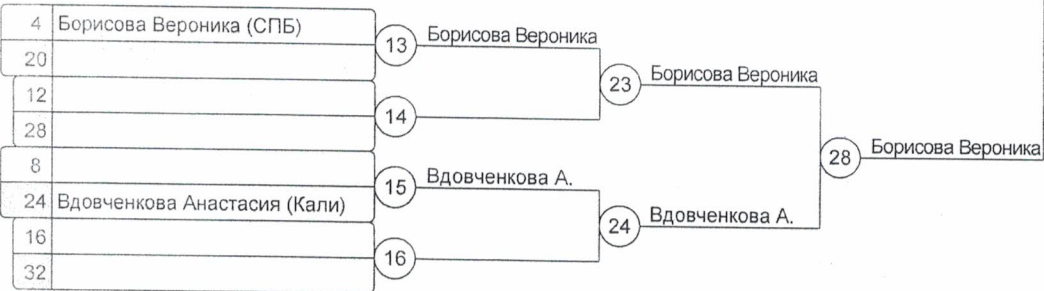 4 Борисова Вероника (СПБ)
13 Борисова Вероника
20
23 Борисова Вероника
12
14
28
28 Борисова Вероника
8
15 Вдовченкова А.
24 Вдовченкова Анастасия (Кали)
24 Вдовченкова А.
16
16
32